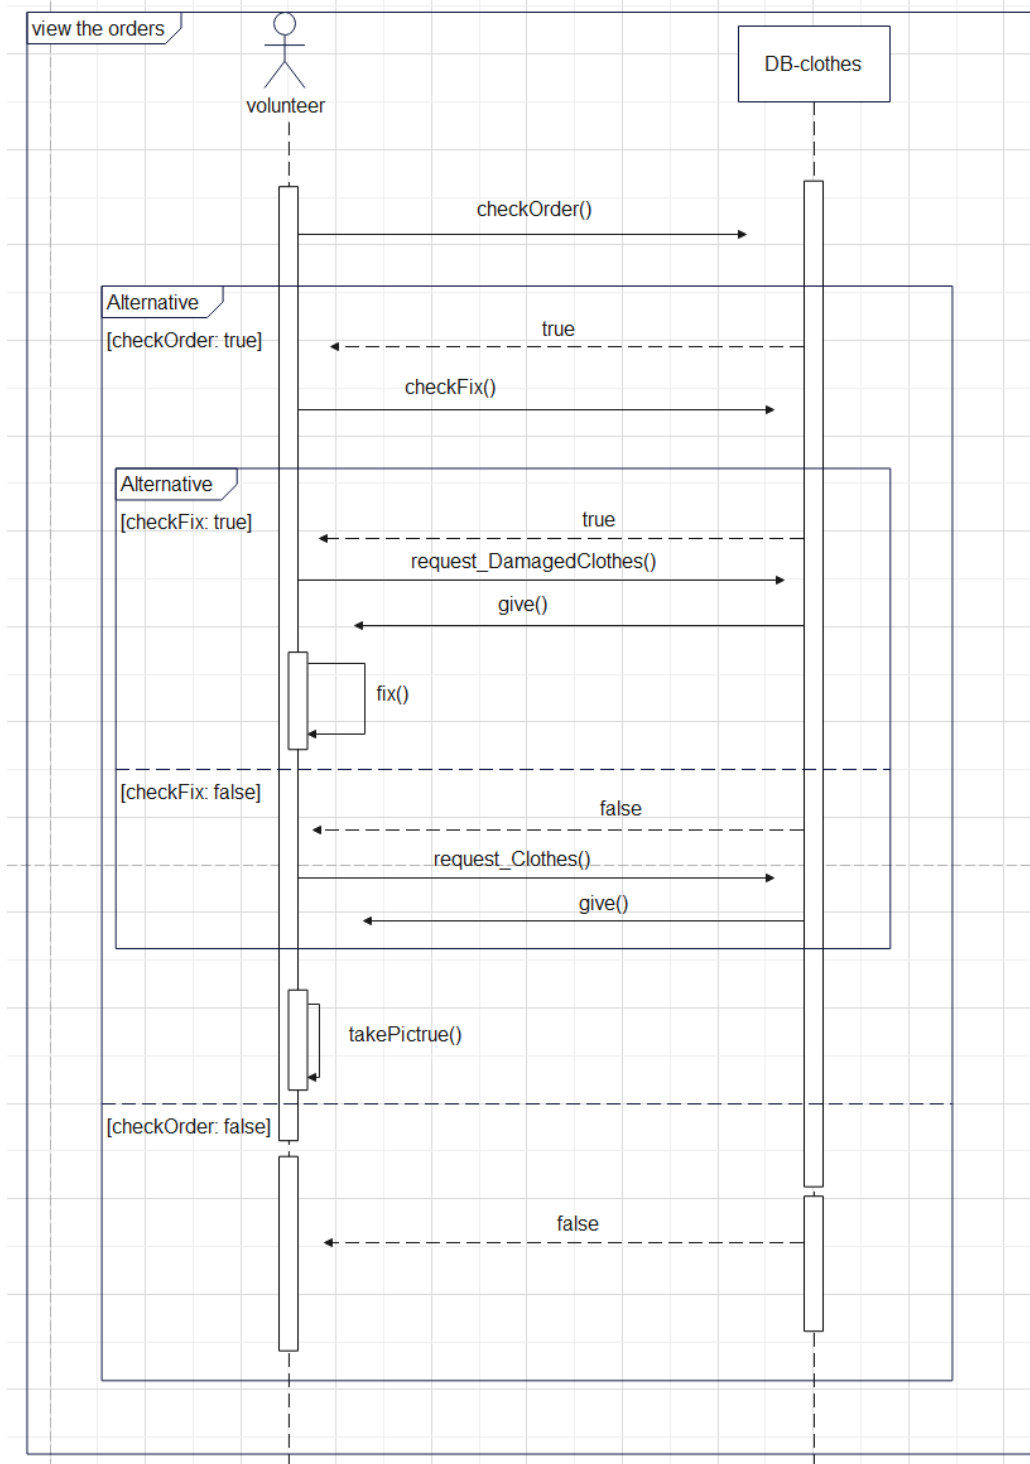 view the orders
volunteer
DB-clothes
checkOrder()
Alternative
[checkOrder: true]
true
checkFix()
Alternative
[checkFix: true]
true
request_DamagedClothes()
give()
fix()
[checkFix: false]
false
request_Clothes()
give()
takePictrue()
[checkOrder: false]
false